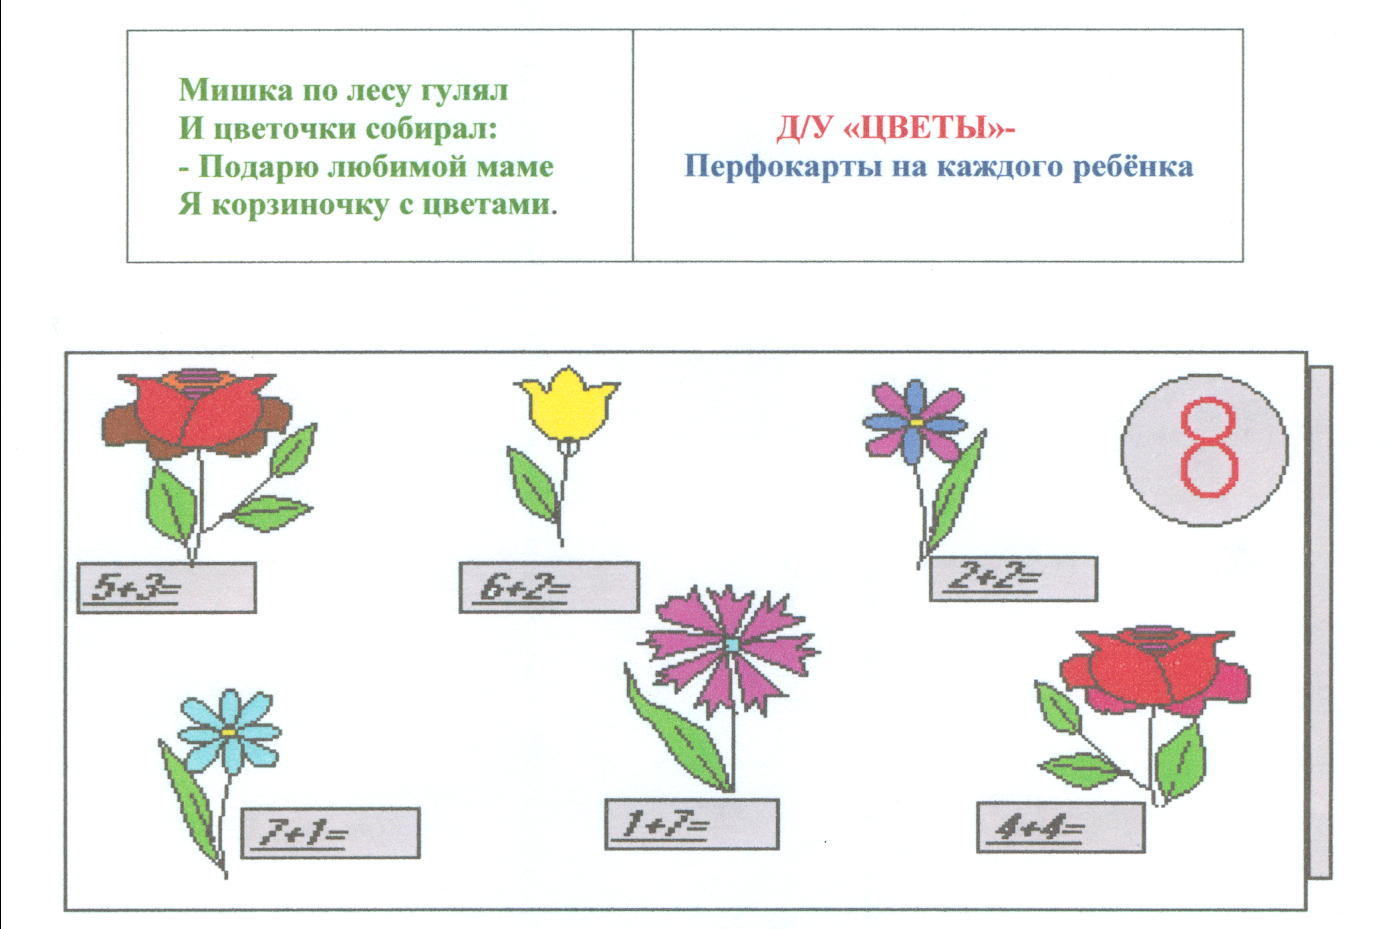 Мишка по лесу гулял
И цветочки собирал:
- Подарю любимой маме
Я корзиночку с цветами.
Д/У «ЦВЕТЫ»-
Перфокарты на каждого ребёнка
8
5+3=
6+2=
2+2=
7+1=
1+7=
4+4=